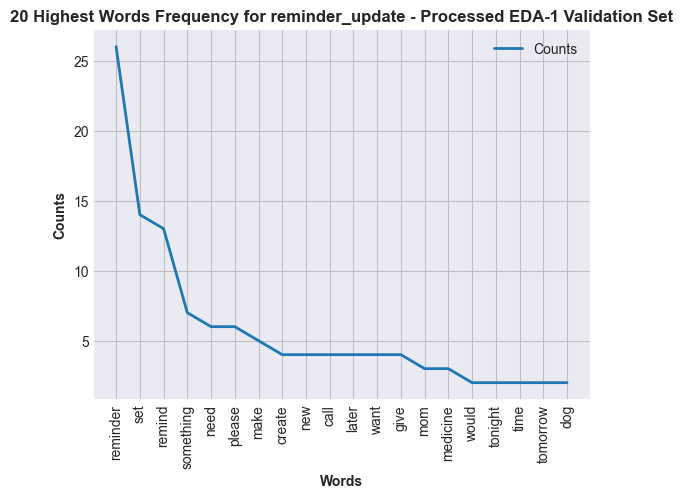 20 Highest Words Frequency for reminder_update - Processed EDA-1 Validation Set
Counts
25
20
15
10
5
Counts
reminder
set
remind
something
need
please
make
create
new
call
later
want
give
mom
medicine
would
tonight
time
tomorrow
dog
Words